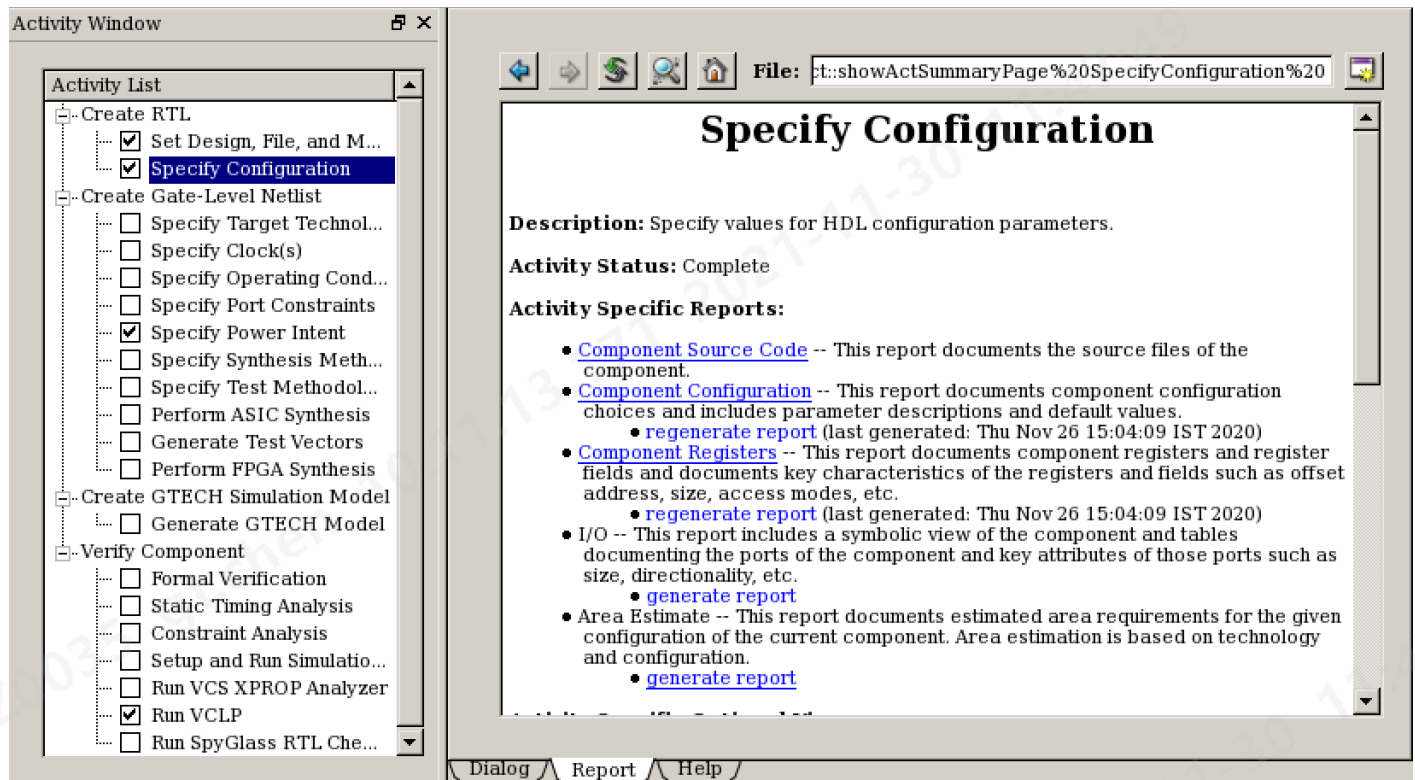 Activity Window
Activity List
Create RTL
Set Design, File, and M...
Specify Configuration
Create Gate-Level Netlist
Specify Target Technol...
Specify Clock(s)
Specify Operating Cond...
Specify Port Constraints
Specify Power Intent
Specify Synthesis Meth...
Specify Test Methodol...
Perform ASIC Synthesis
Generate Test Vectors
Perform FPGA Synthesis
Create GTECH Simulation Model
Generate GTECH Model
Verify Component
Formal Verification
Static Timing Analysis
Constraint Analysis
Setup and Run Simulatio...
Run VCS XPROP Analyzer
Run VCLP
Run SpyGlass RTL Che...
File: ct::showActSummaryPage%20SpecifyConfiguration%20
Specify Configuration
Description: Specify values for HDL configuration parameters.
Activity Status: Complete
Activity Specific Reports:
Component Source Code -- This report documents the source files of the
component.
Component Configuration -- This report documents component configuration
choices and includes parameter descriptions and default values.
regenerate report (last generated: Thu Nov 26 15:04:09 IST 2020)
Component Registers -- This report documents component registers and register
fields and documents key characteristics of the registers and fields such as offset
address, size, access modes, etc.
regenerate report (last generated: Thu Nov 26 15:04:09 IST 2020)
I/O -- This report includes a symbolic view of the component and tables
documenting the ports of the component and key attributes of those ports such as
size, directionality, etc.
generate report
Area Estimate -- This report documents estimated area requirements for the given
configuration of the current component. Area estimation is based on technology
and configuration.
generate report
Dialog
Report
Help